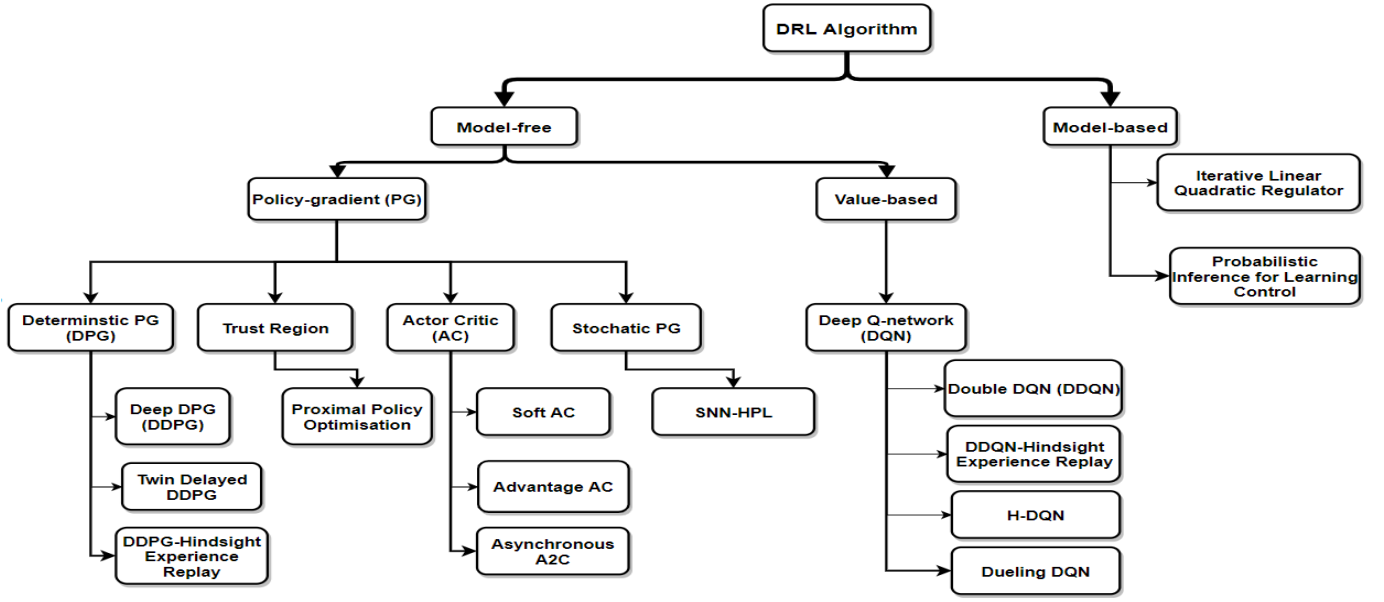 DRL Algorithm
Model-free
Model-based
Iterative Linear
Quadratic Regulator
Policy-gradient (PG)
Value-based
Probabilistic
Inference for Learning
Control
Determinstic PG
(DPG)
Trust Region
Actor Critic
(AC)
Stochatic PG
Deep Q-network
(DQN)
Deep DPG
(DDPG)
Proximal Policy
Optimisation
Soft AC
SNN-HPL
Double DQN (DDQN)
Twin Delayed
DDPG
Advantage AC
DDQN-Hindsight
Experience Replay
DDPG-Hindsight
Experience
Replay
Asynchronous
A2C
H-DQN
Dueling DQN